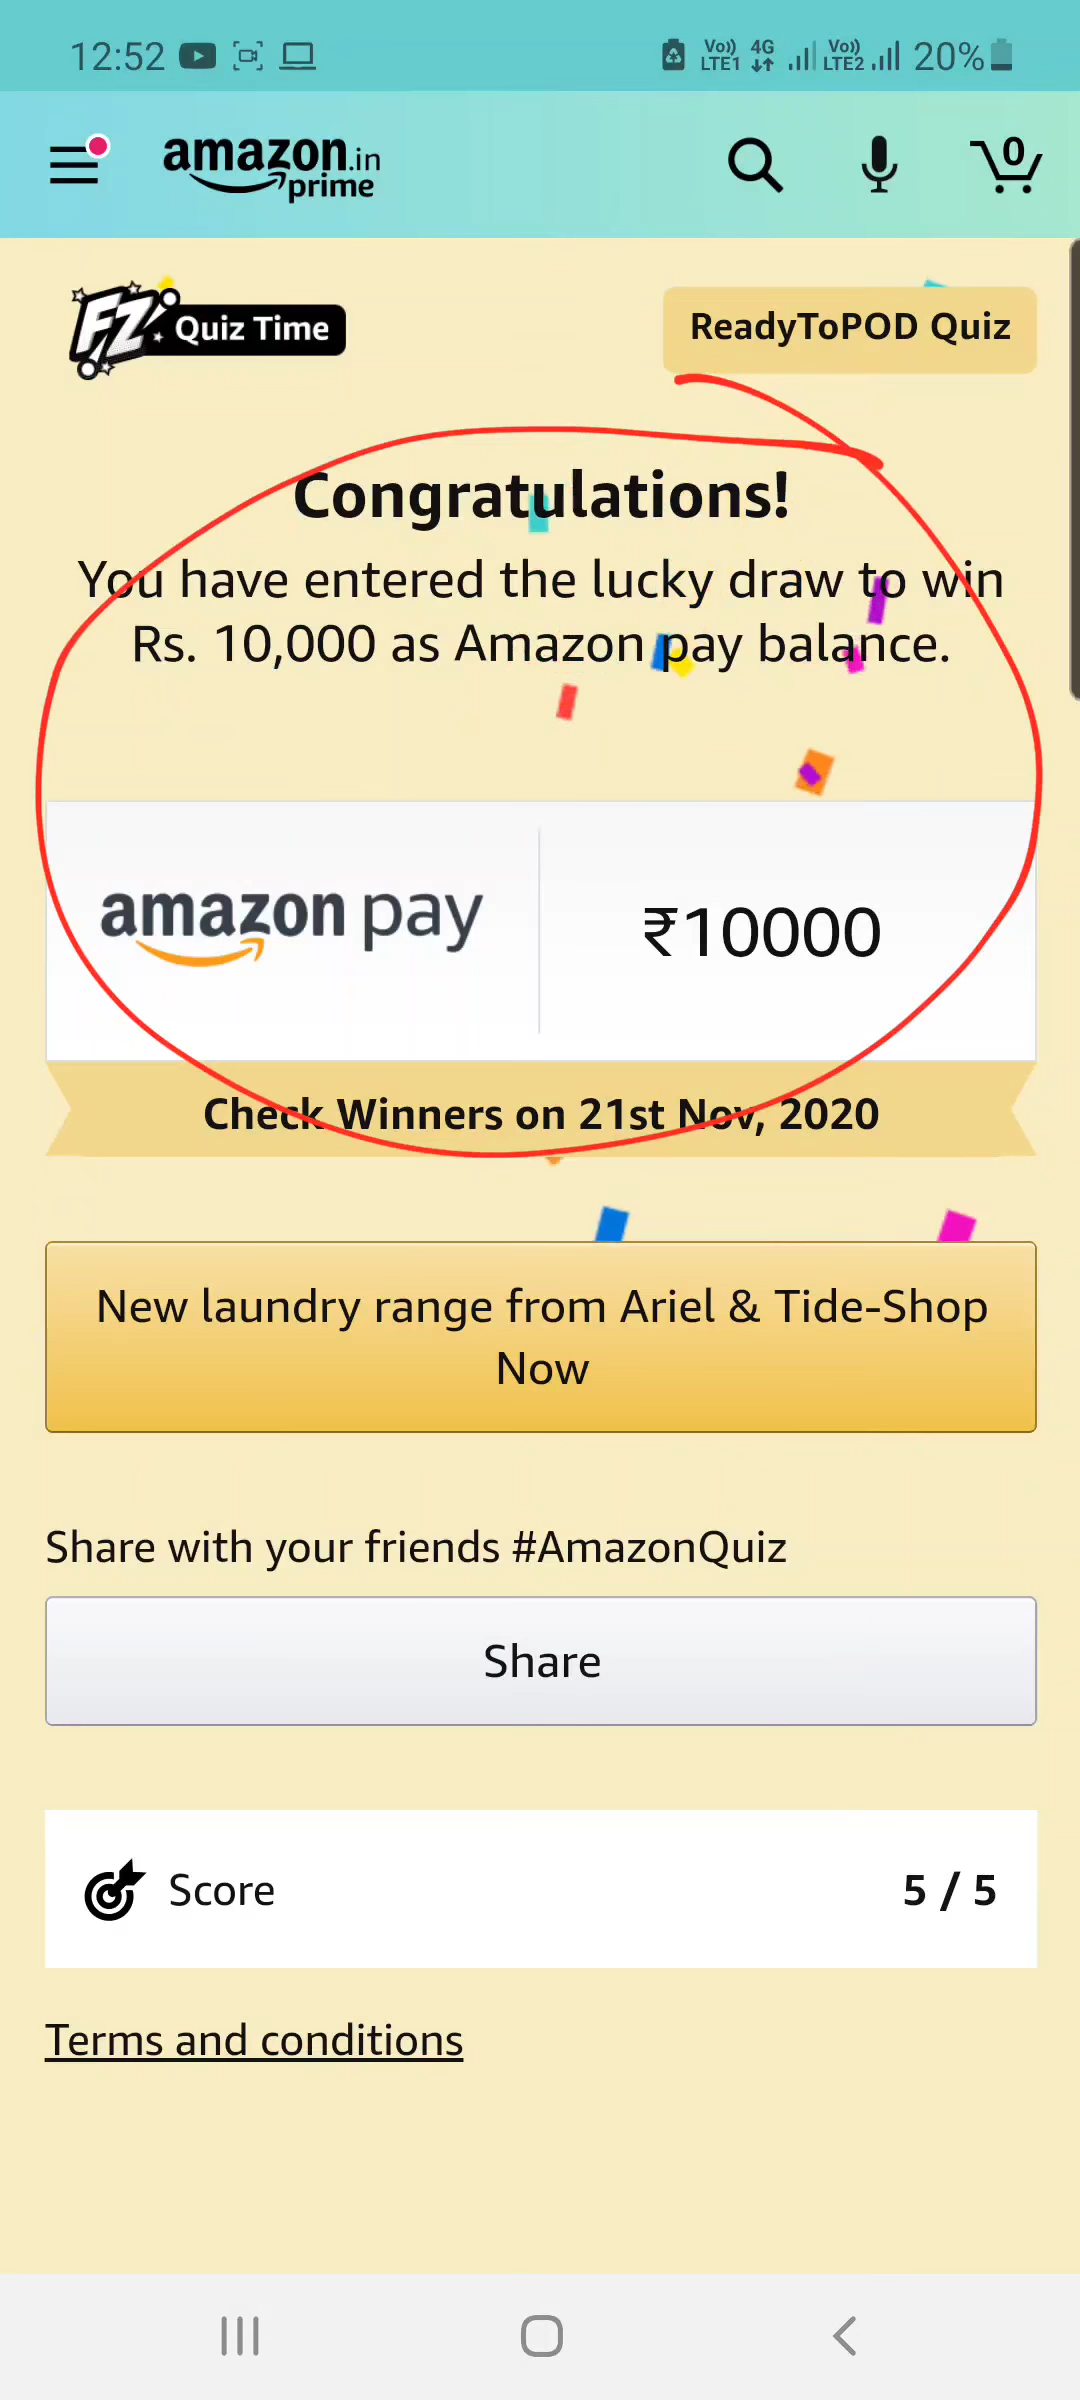 12:52 Vo)) LTE1 4G Vo)) LTE2 20%
amazon.in
prime
0
FZ Quiz Time
ReadyToPOD Quiz
Congratulations!
You have entered the lucky draw to win
Rs. 10,000 as Amazon pay balance.
amazon pay ₹10000
Check Winners on 21st Nov, 2020
New laundry range from Ariel & Tide-Shop
Now
Share with your friends #AmazonQuiz
Share
Score 5 / 5
Terms and conditions